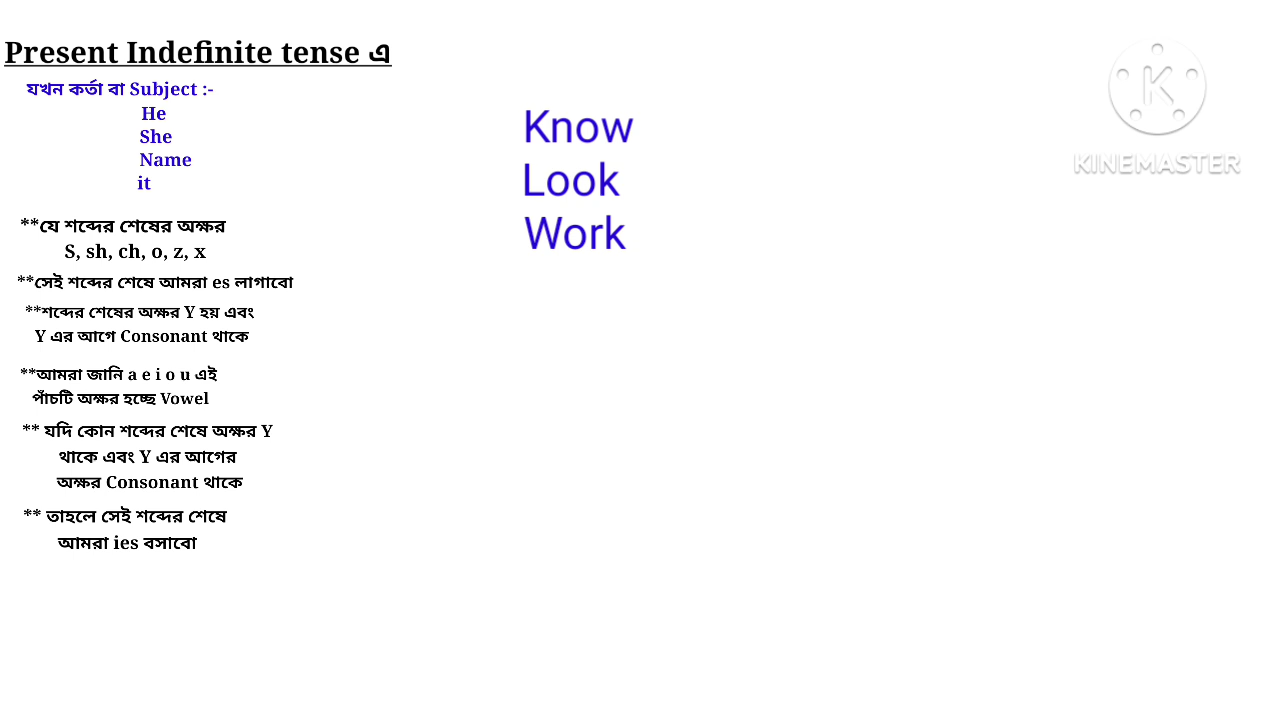 Present Indefinite tense এ
যখন কর্তা বা Subject :-
He
She
Name
it
**যে শব্দের শেষের অক্ষর
S, sh, ch, o, z, x
**সেই শব্দের শেষে আমরা es লাগাবো
**শব্দের শেষের অক্ষর Y হয় এবং
Y এর আগে Consonant থাকে
**আমরা জানি a e i o u এই
পাঁচটি অক্ষর হচ্ছে Vowel
** যদি কোন শব্দের শেষে অক্ষর Y
থাকে এবং Y এর আগের
অক্ষর Consonant থাকে
** তাহলে সেই শব্দের শেষে
আমরা ies বসাবো
Know
Look
Work
KINEMASTER